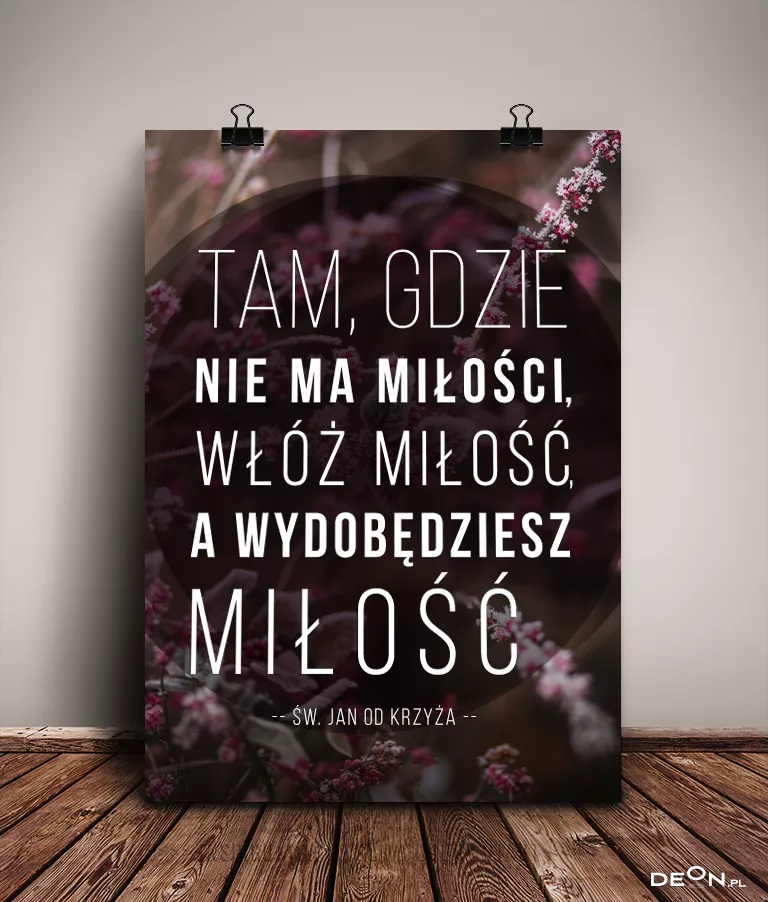 TAM, GDZIE
NIE MA MIŁOŚCI,
WŁÓŻ MIŁOŚĆ,
A WYDOBĘDZIESZ
MIŁOŚĆ
-- ŚW. JAN OD KRZYŻA --
DEON.PL